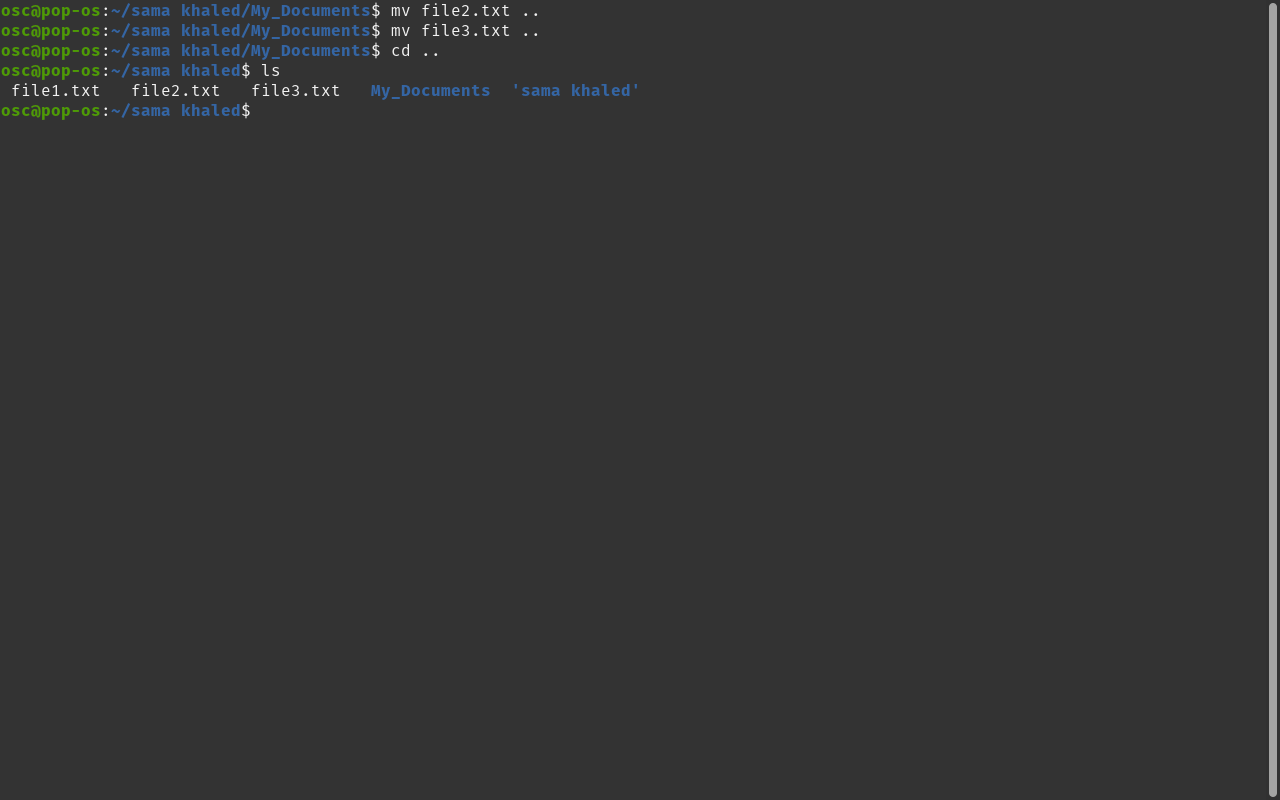 osc@pop-os:~/sama khaled/My_Documents$ mv file2.txt ..
osc@pop-os:~/sama khaled/My_Documents$ mv file3.txt ..
osc@pop-os:~/sama khaled/My_Documents$ cd ..
osc@pop-os:~/sama khaled$ ls
file1.txt   file2.txt   file3.txt   My_Documents  'sama khaled'
osc@pop-os:~/sama khaled$